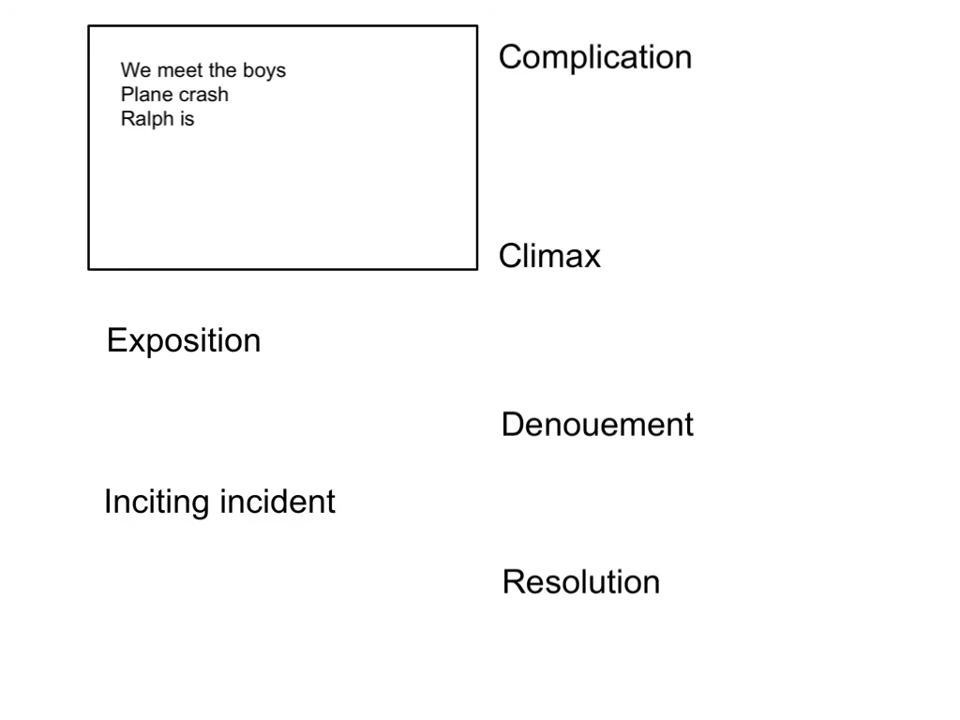 We meet the boys
Plane crash
Ralph is
Exposition
Inciting incident
Complication
Climax
Denouement
Resolution